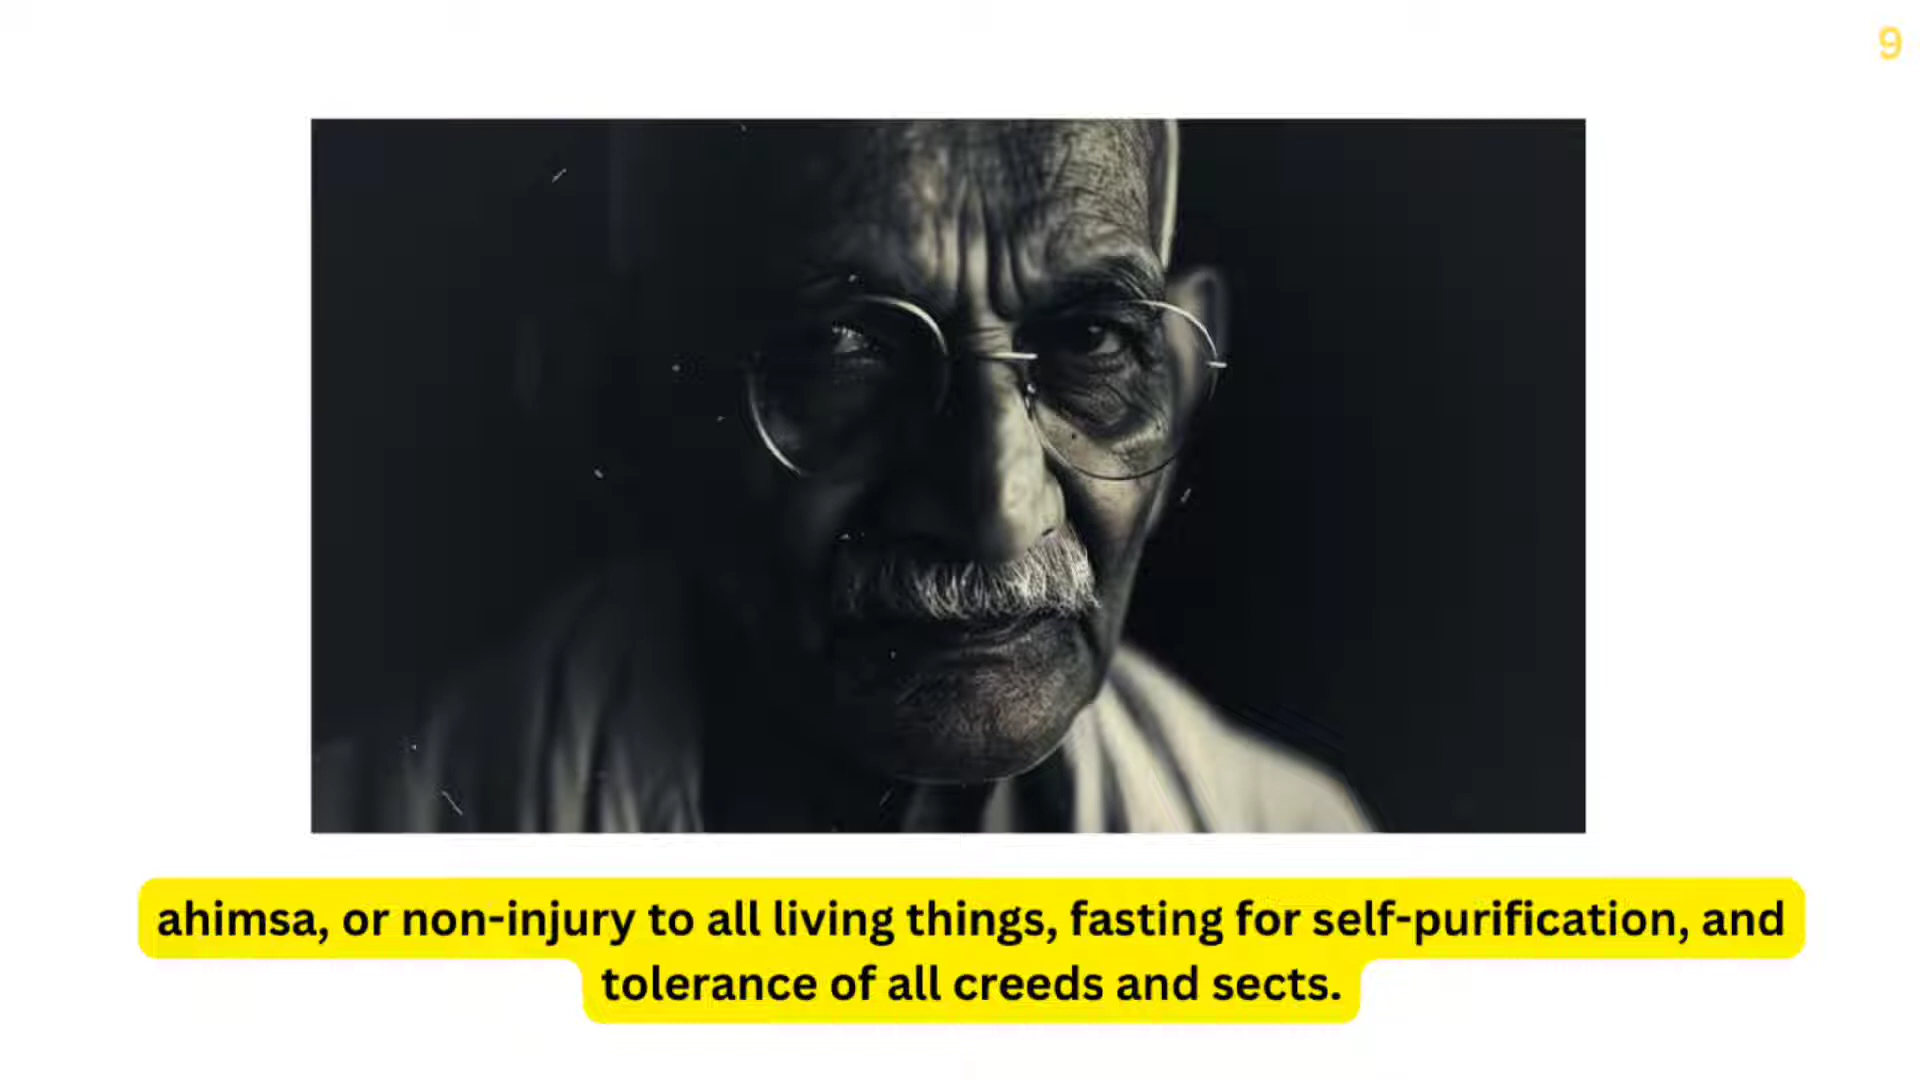 9
ahimsa, or non-injury to all living things, fasting for self-purification, and
tolerance of all creeds and sects.